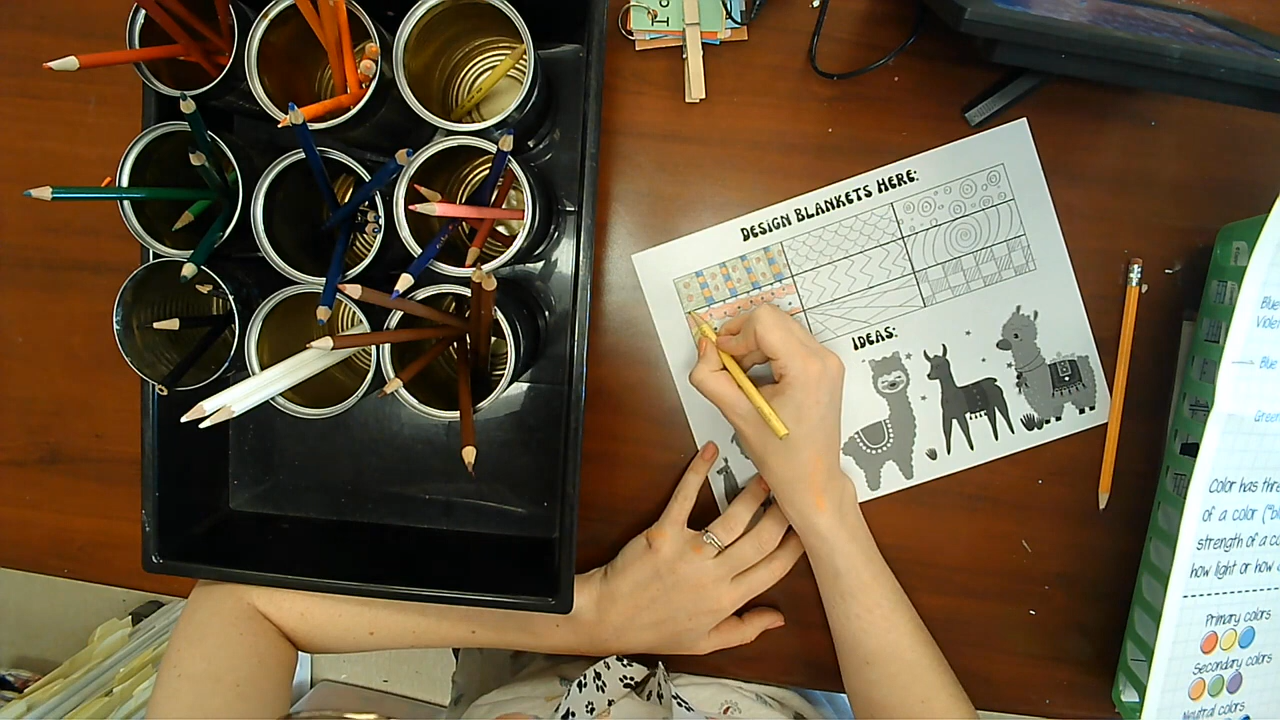 DESIGN BLANKETS HERE:
IDEAS:
Blue
Blue
Green
Color has thre
of a color ("bl
strength of a co
how light or how
Primary colors
Secondary colors
Neutral colors